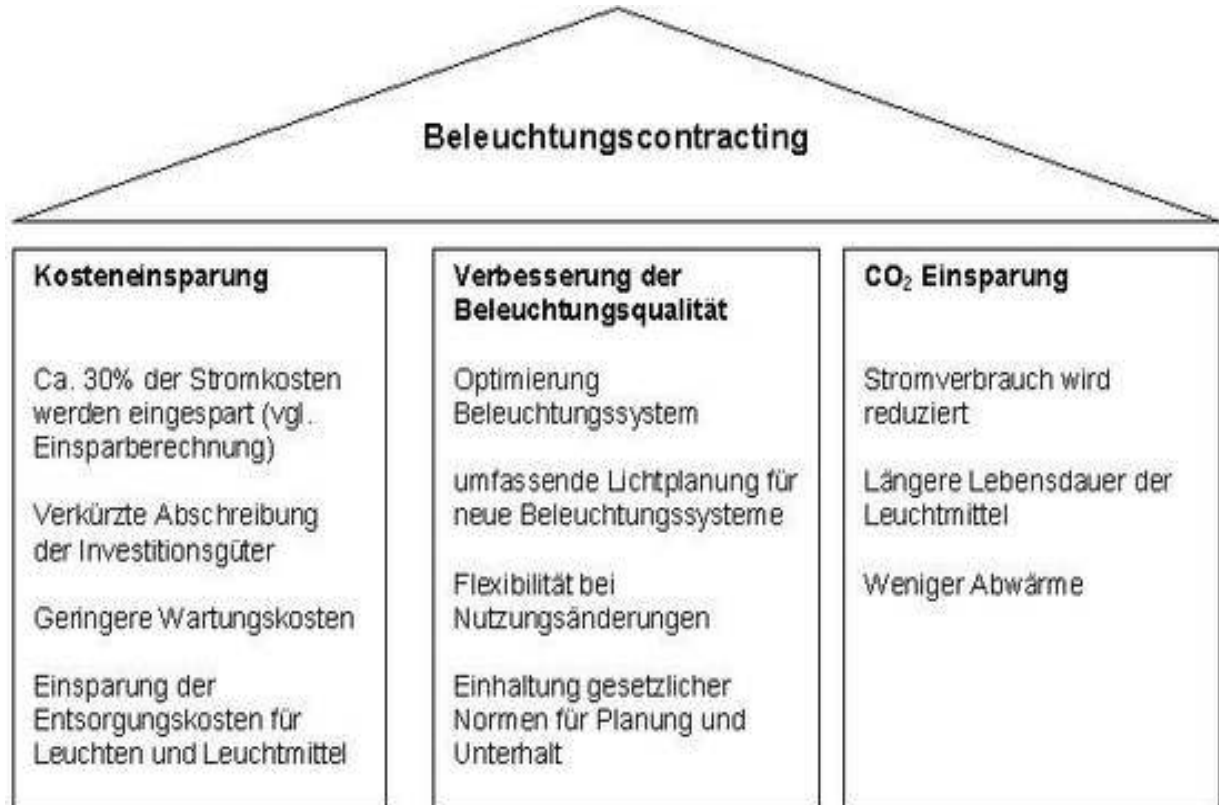 Beleuchtungscontracting
Kosteneinsparung
Ca. 30% der Stromkosten
werden eingespart (vgl.
Einsparberechnung)
Verkürzte Abschreibung
der Investitionsgüter
Geringere Wartungskosten
Einsparung der
Entsorgungskosten für
Leuchten und Leuchtmittel
Verbesserung der
Beleuchtungsqualität
Optimierung
Beleuchtungssystem
umfassende Lichtplanung für
neue Beleuchtungssysteme
Flexibilität bei
Nutzungsänderungen
Einhaltung gesetzlicher
Normen für Planung und
Unterhalt
CO₂ Einsparung
Stromverbrauch wird
reduziert
Längere Lebensdauer der
Leuchtmittel
Weniger Abwärme